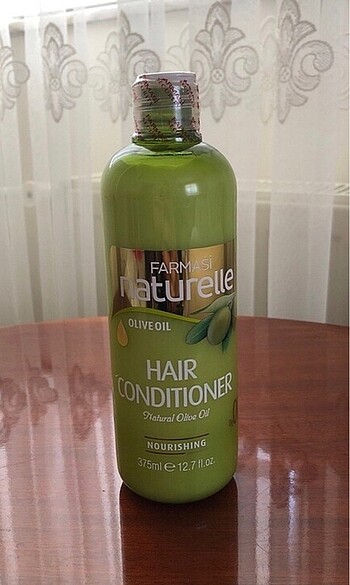 FARMASi
naturelle
OLIVE OIL
HAIR
CONDITIONER
Natural Olive Oil
NOURISHING
375ml ℮ 12.7 fl.oz.